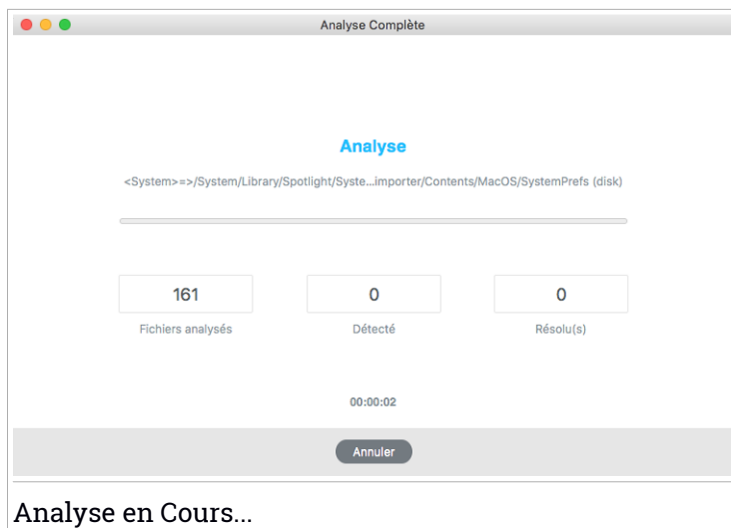 Analyse Complète
Analyse
<System>=>/System/Library/Spotlight/Syste...importer/Contents/MacOS/SystemPrefs (disk)
161 0 0
Fichiers analysés Détecté Résolu(s)
00:00:02
Annuler
Analyse en Cours...